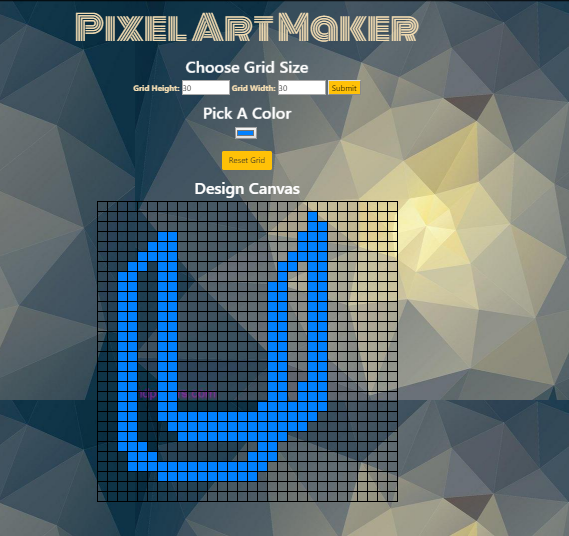 Pixel Art Maker
Choose Grid Size
Grid Height: 30 Grid Width: 30 Submit
Pick A Color
Reset Grid
Design Canvas